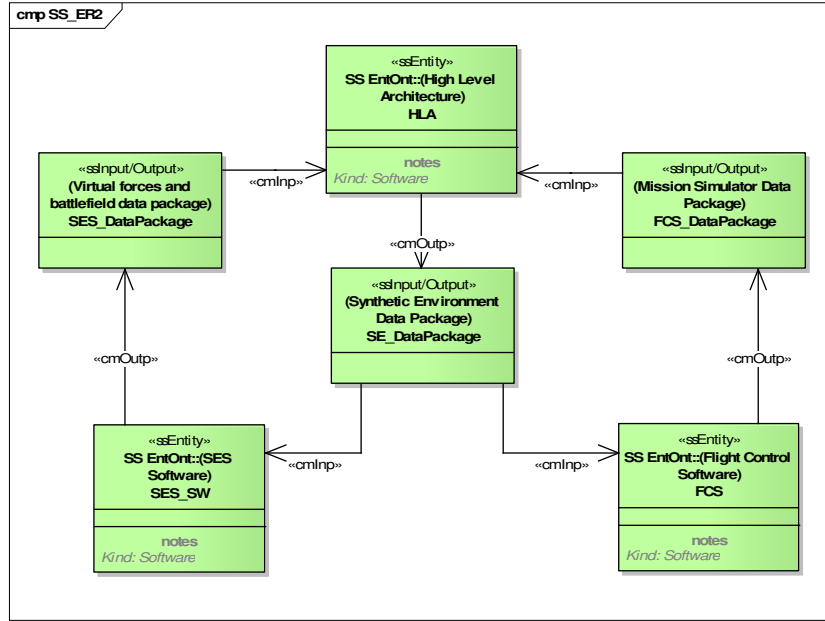 cmp SS_ER2
«ssEntity»
SS EntOnt::(High Level
Architecture)
HLA
notes
Kind: Software
«ssInput/Output»
(Virtual forces and
battlefield data package)
SES_DataPackage
«cmInp»
«cmInp»
«ssInput/Output»
(Mission Simulator Data
Package)
FCS_DataPackage
«cmOutp»
«ssInput/Output»
(Synthetic Environment
Data Package)
SE_DataPackage
«cmOutp»
«cmOutp»
«ssEntity»
SS EntOnt::(SES
Software)
SES_SW
notes
Kind: Software
«cmInp»
«cmInp»
«ssEntity»
SS EntOnt::(Flight Control
Software)
FCS
notes
Kind: Software